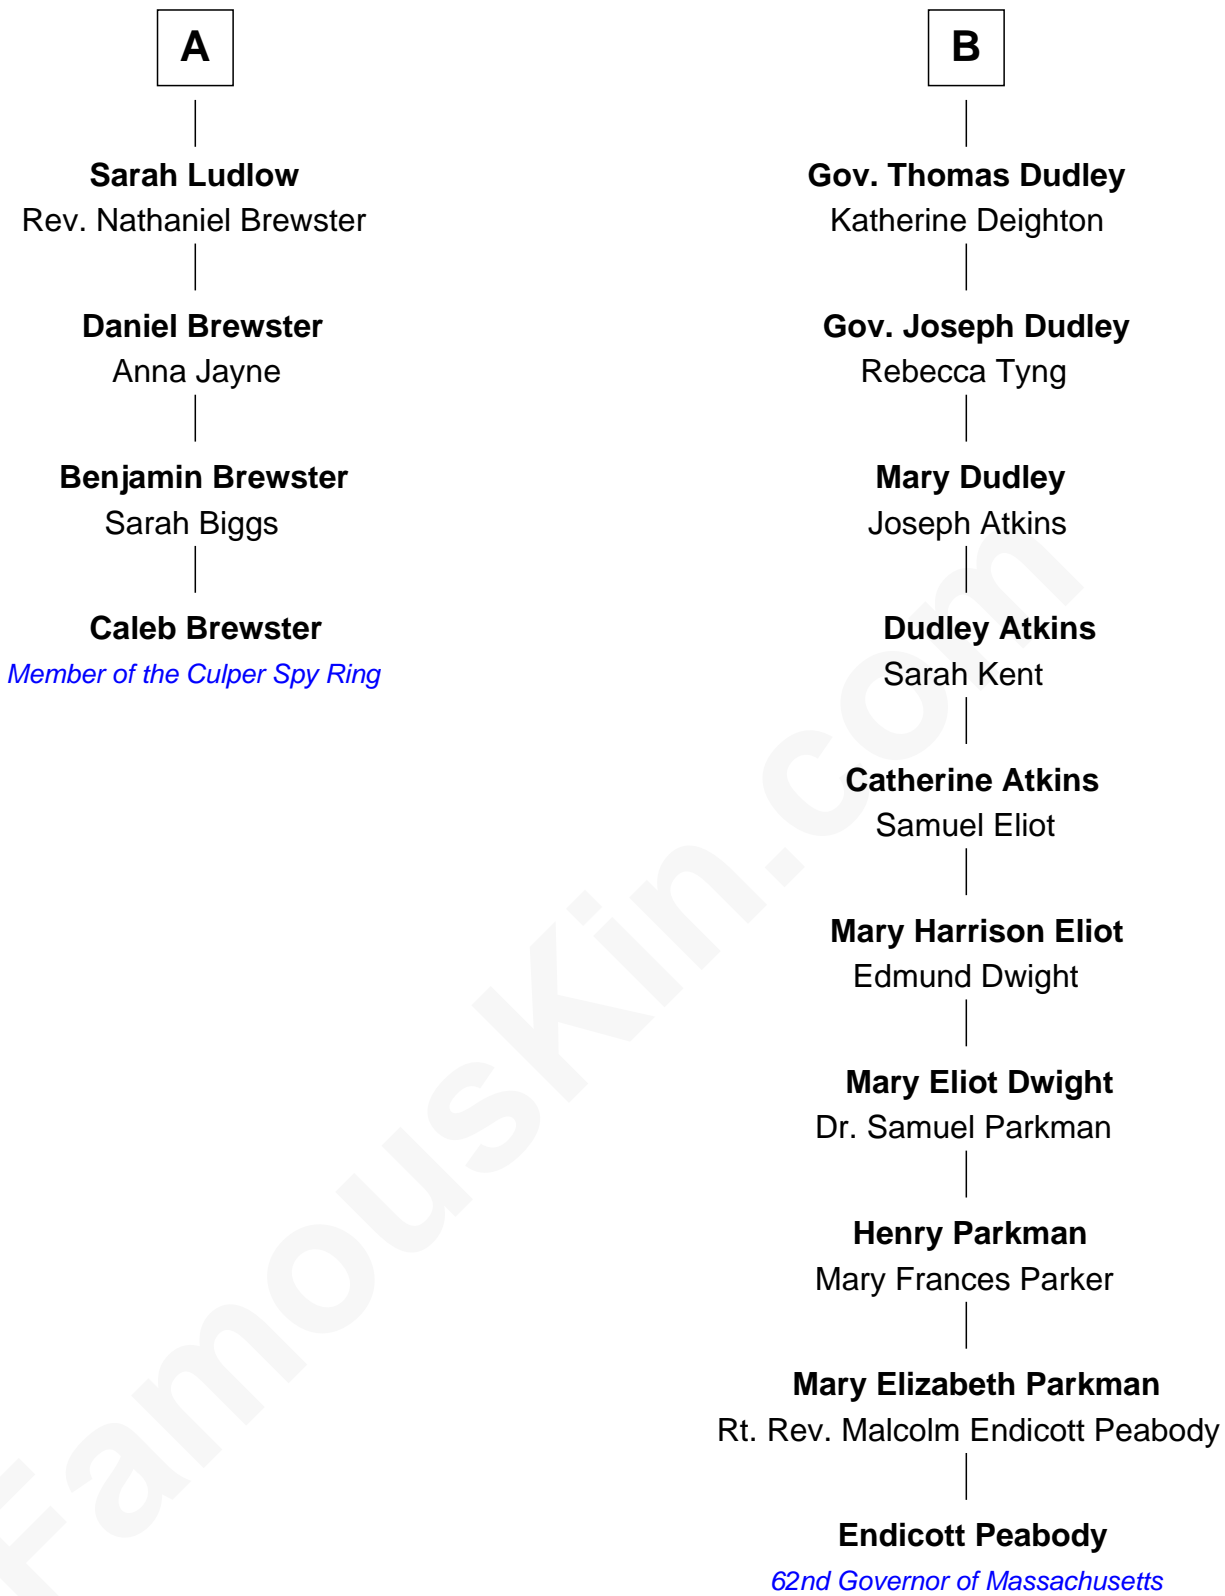 A
Sarah Ludlow
Rev. Nathaniel Brewster
Daniel Brewster
Anna Jayne
Benjamin Brewster
Sarah Biggs
Caleb Brewster
Member of the Culper Spy Ring
B
Gov. Thomas Dudley
Katherine Deighton
Gov. Joseph Dudley
Rebecca Tyng
Mary Dudley
Joseph Atkins
Dudley Atkins
Sarah Kent
Catherine Atkins
Samuel Eliot
Mary Harrison Eliot
Edmund Dwight
Mary Eliot Dwight
Dr. Samuel Parkman
Henry Parkman
Mary Frances Parker
Mary Elizabeth Parkman
Rt. Rev. Malcolm Endicott Peabody
Endicott Peabody
62nd Governor of Massachusetts
FamousKin.com